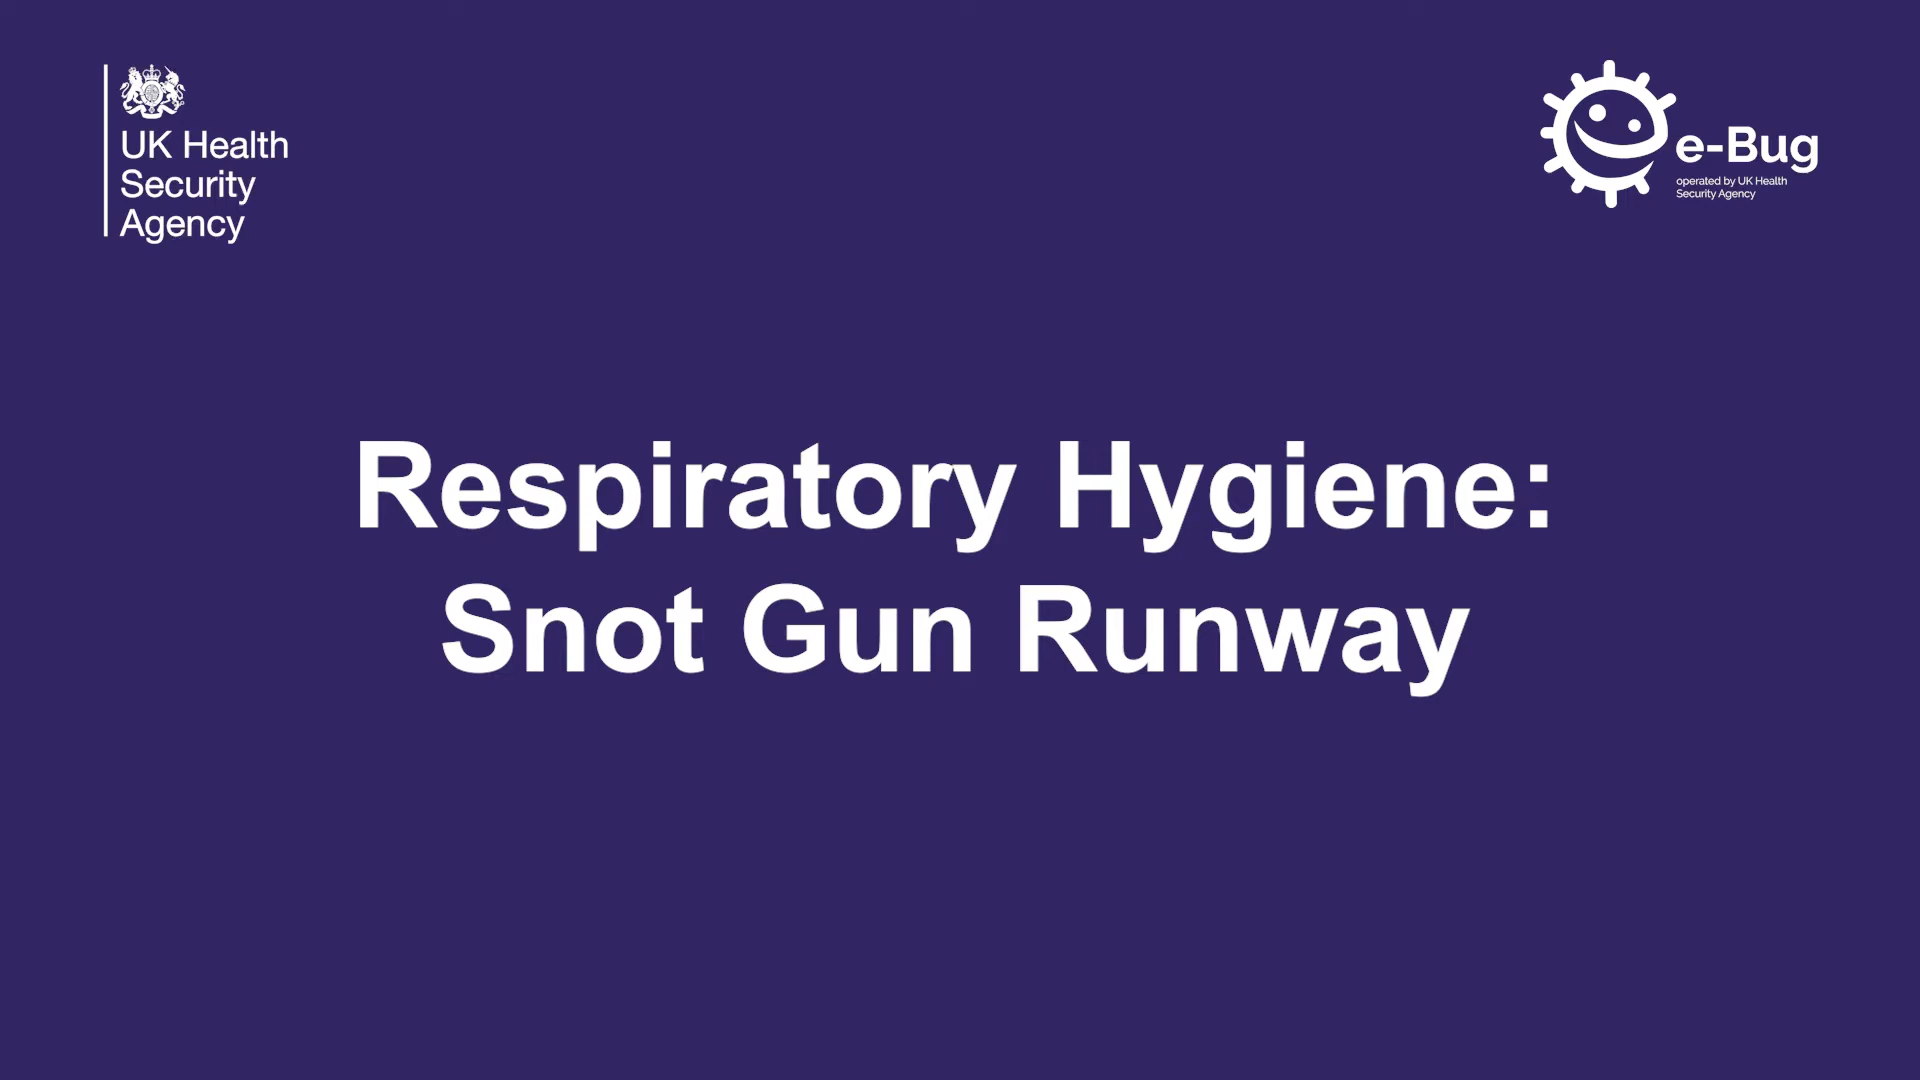 UK Health
Security
Agency
e-Bug
operated by UK Health
Security Agency
Respiratory Hygiene:
Snot Gun Runway